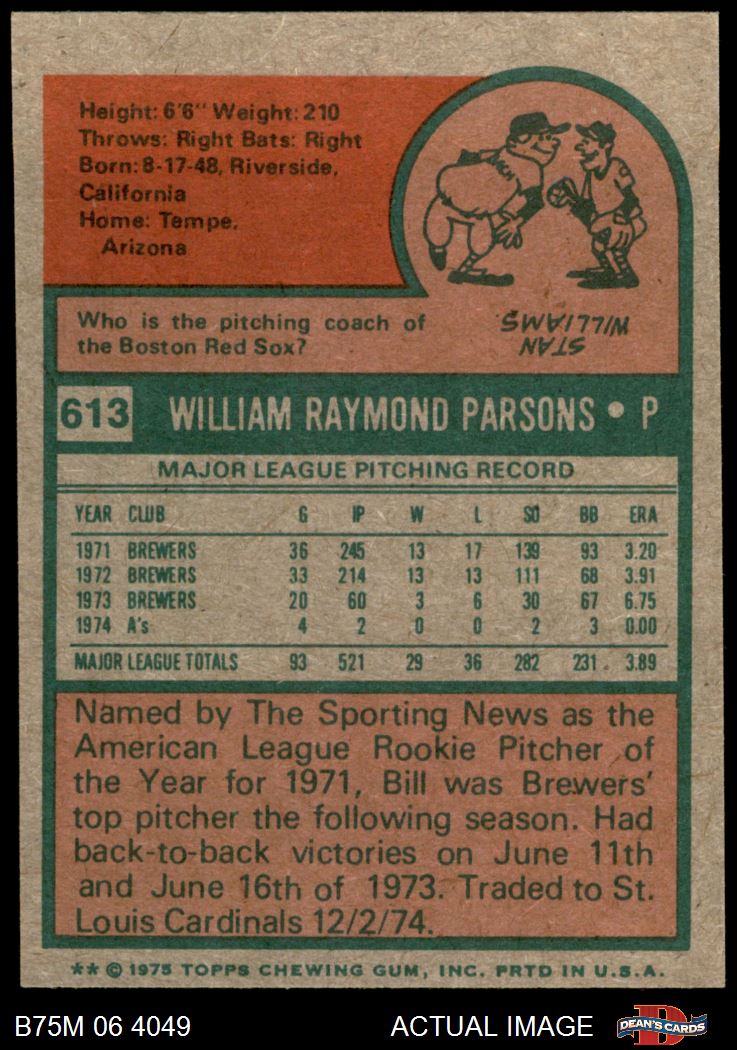 Height: 6'6" Weight: 210
Throws: Right Bats: Right
Born: 8-17-48, Riverside,
California
Home: Tempe,
Arizona
Who is the pitching coach of
the Boston Red Sox?
STAN
WILLIAMS
613 WILLIAM RAYMOND PARSONS • P
MAJOR LEAGUE PITCHING RECORD
YEAR CLUB G IP W L SO BB ERA
1971 BREWERS 36 245 13 17 139 93 3.20
1972 BREWERS 33 214 13 13 111 68 3.91
1973 BREWERS 20 60 3 6 30 67 6.75
1974 A's 4 2 0 0 2 3 0.00
MAJOR LEAGUE TOTALS 93 521 29 36 282 231 3.89
Named by The Sporting News as the
American League Rookie Pitcher of
the Year for 1971, Bill was Brewers'
top pitcher the following season. Had
back-to-back victories on June 11th
and June 16th of 1973. Traded to St.
Louis Cardinals 12/2/74.
** © 1975 TOPPS CHEWING GUM, INC. PRTD IN U.S.A.
B75M 06 4049 ACTUAL IMAGE D DEAN'S CARDS